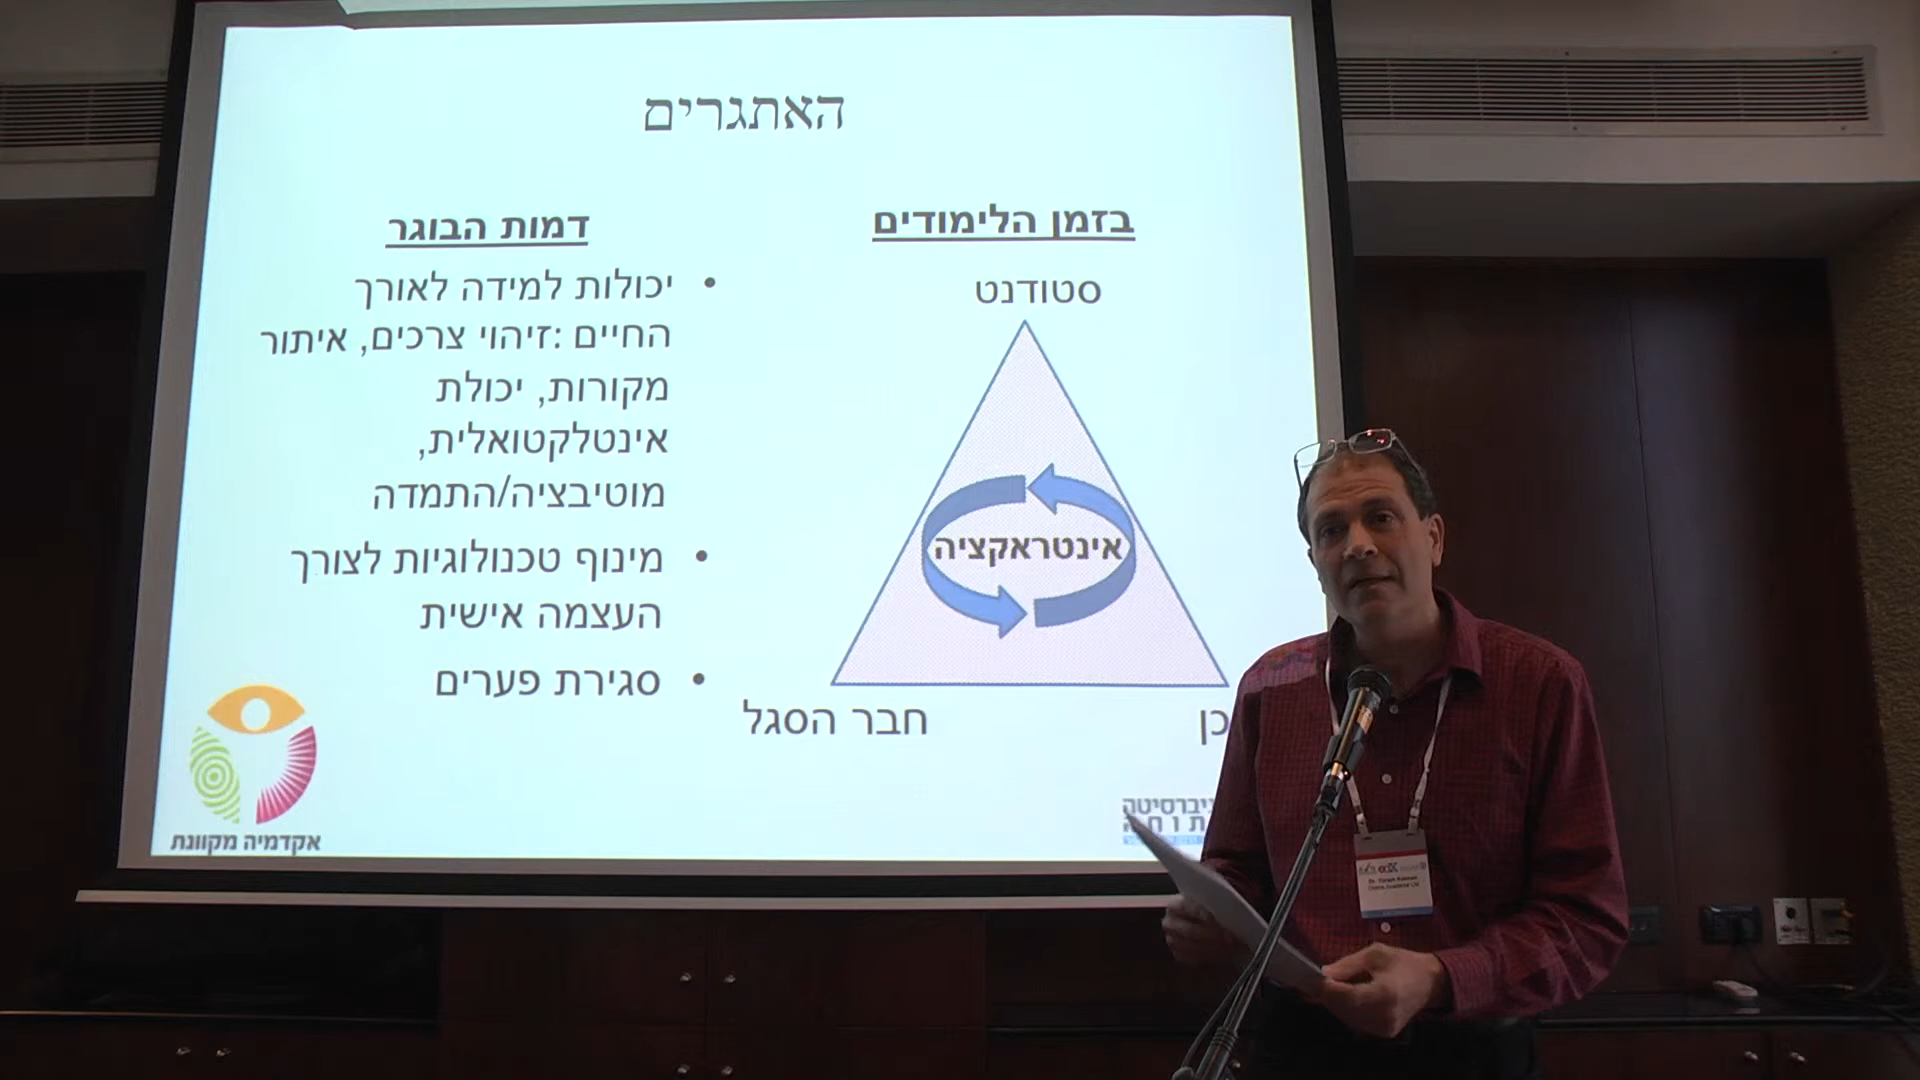 האתגרים
בזמן הלימודים
סטודנט
אינטראקציה
חבר הסגל
דמות הבוגר
• יכולות למידה לאורך
החיים :זיהוי צרכים, איתור
מקורות, יכולת
אינטלקטואלית,
מוטיבציה/התמדה
• מינוף טכנולוגיות לצורך
העצמה אישית
• סגירת פערים
אקדמיה מקוונת
edX